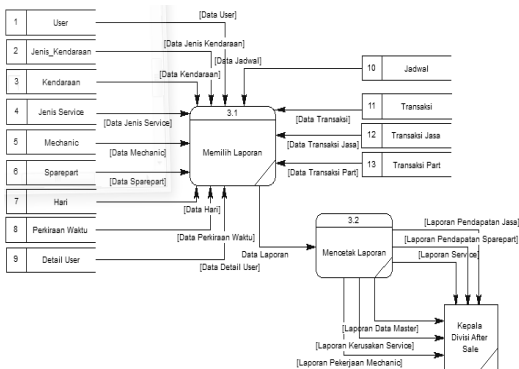 [Data User]
1 User
2 Jenis_Kendaraan
[Data Jenis Kendaraan]
[Data Jadwal]
3 Kendaraan
[Data Kendaraan]
10 Jadwal
4 Jenis Service
[Data Jenis Service]
3.1
Memilih Laporan
11 Transaksi
[Data Transaksi]
5 Mechanic
[Data Mechanic]
12 Transaksi Jasa
[Data Transaksi Jasa]
6 Sparepart
[Data Sparepart]
13 Transaksi Part
[Data Transaksi Part]
7 Hari
[Data Hari]
8 Perkiraan Waktu
[Data Perkiraan Waktu]
9 Detail User
[Data Detail User]
Data Laporan
3.2
Mencetak Laporan
[Laporan Pendapatan Jasa]
[Laporan Pendapatan Sparepart]
[Laporan Service]
[Laporan Data Master]
[Laporan Kerusakan Service]
[Laporan Pekerjaan Mechanic]
Kepala
Divisi After
Sale